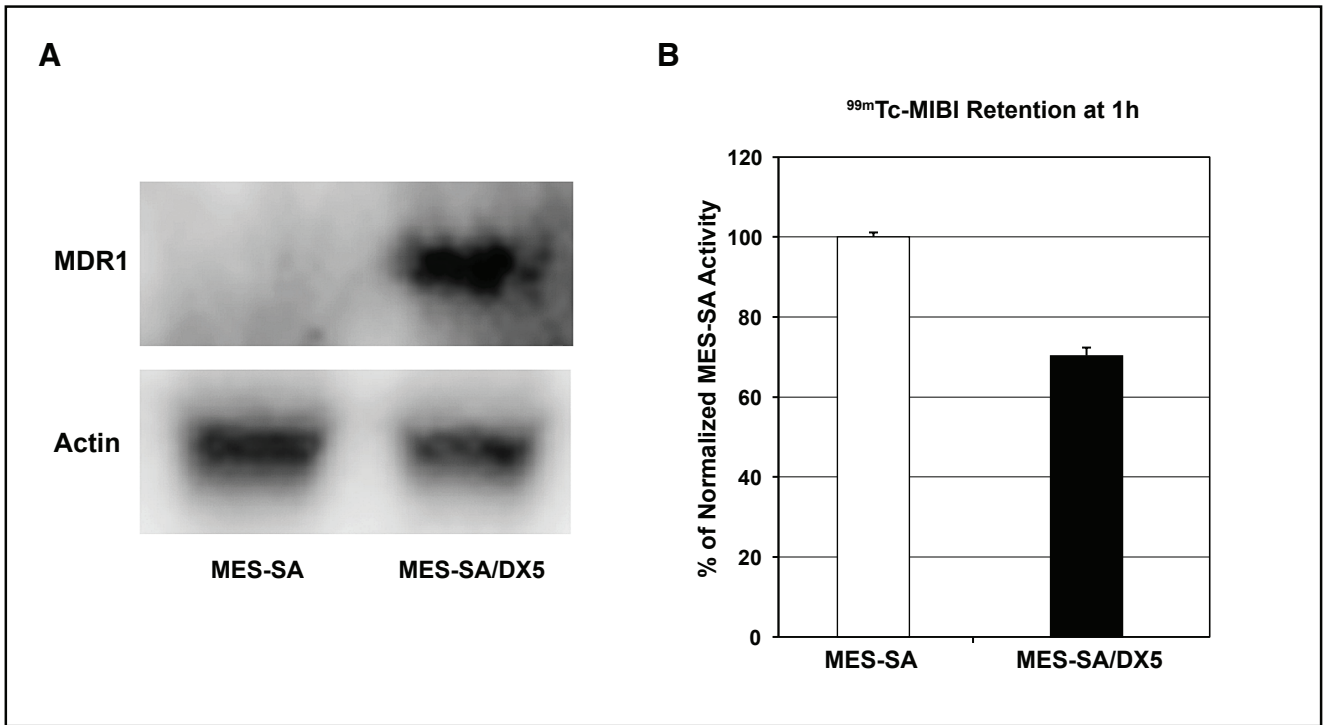 A
MDR1
Actin
MES-SA MES-SA/DX5
B
99mTc-MIBI Retention at 1h
% of Normalized MES-SA Activity
120
100
80
60
40
20
0
MES-SA MES-SA/DX5